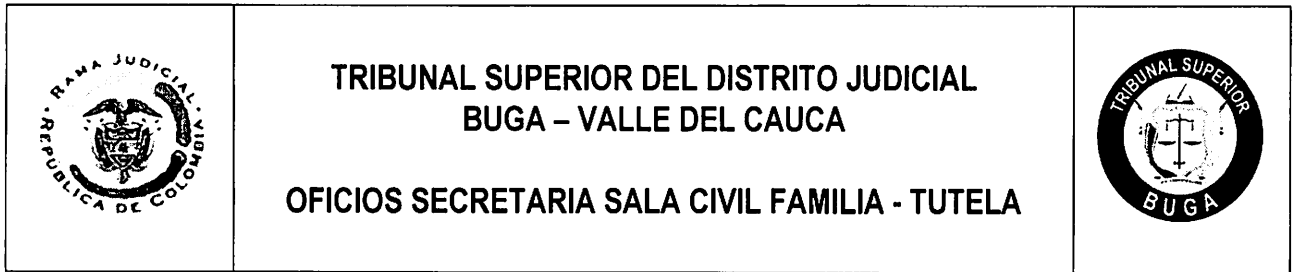 RAMA JUDICIAL
REPUBLICA DE COLOMBIA
TRIBUNAL SUPERIOR DEL DISTRITO JUDICIAL
BUGA – VALLE DEL CAUCA
OFICIOS SECRETARIA SALA CIVIL FAMILIA - TUTELA
TRIBUNAL SUPERIOR
BUGA